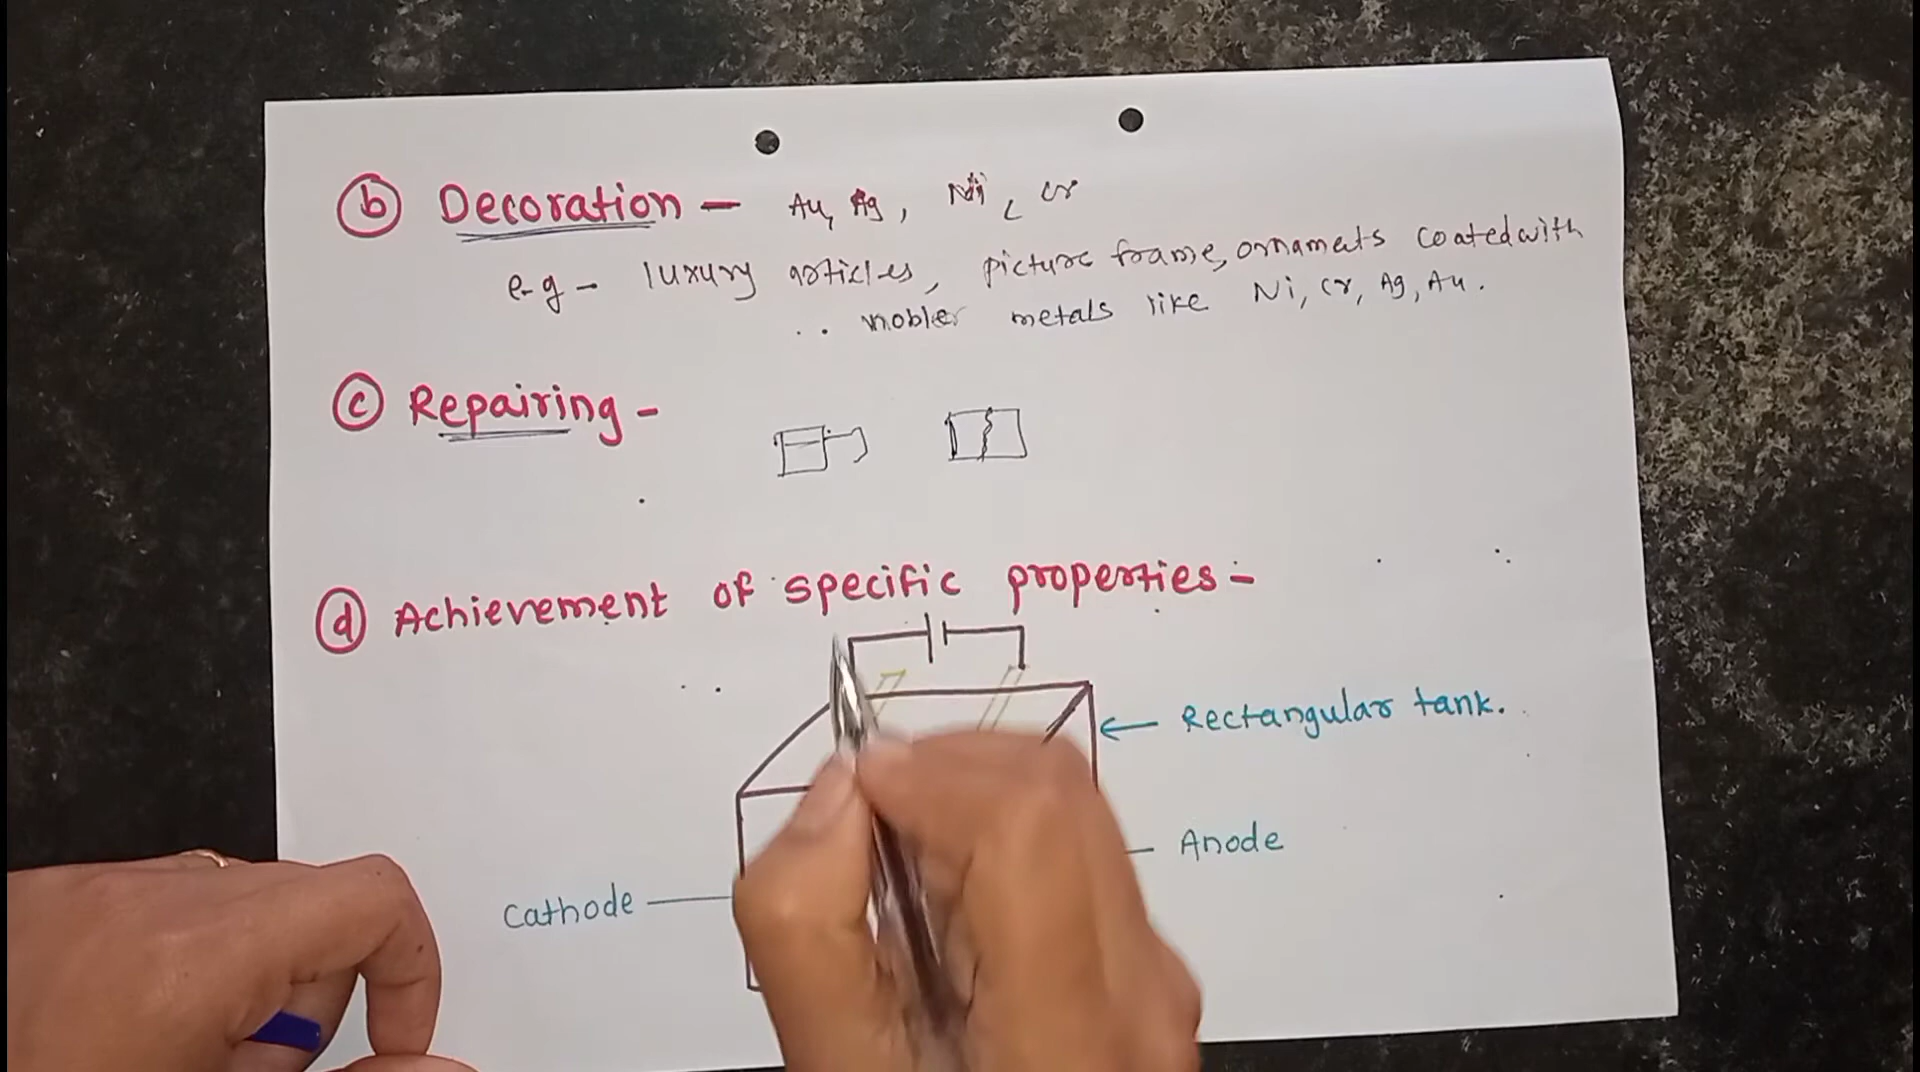 b Decoration - Au, Ag, Ni, Cr
e.g - luxury articles, picture frame, ornamets coated with
.. nobler metals like Ni, Cr, Ag, Au.
c Repairing -
d Achievement of specific properties :-
← Rectangular tank.
Anode
Cathode